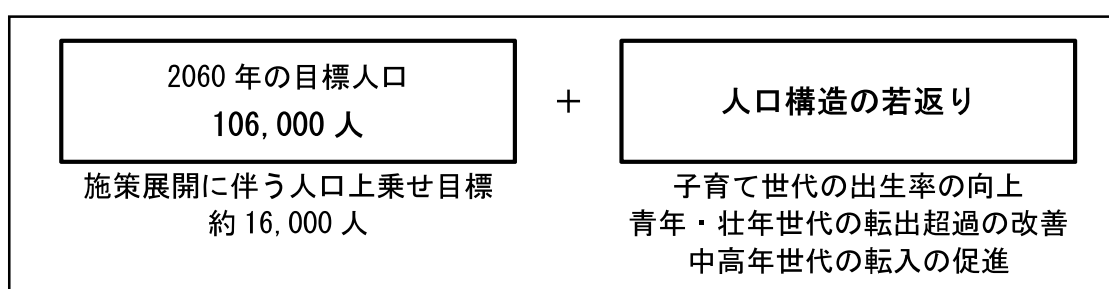 2060 年の目標人口
106,000 人
施策展開に伴う人口上乗せ目標
約 16,000 人
＋
人口構造の若返り
子育て世代の出生率の向上
青年・壮年世代の転出超過の改善
中高年世代の転入の促進